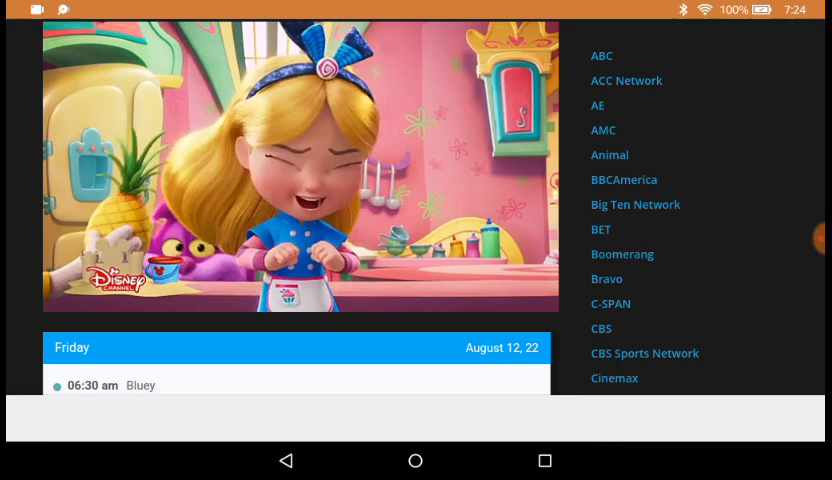 100% 7:24
DISNEY
CHANNEL
Friday August 12, 22
06:30 am Bluey
ABC
ACC Network
AE
AMC
Animal
BBCAmerica
Big Ten Network
BET
Boomerang
Bravo
C-SPAN
CBS
CBS Sports Network
Cinemax